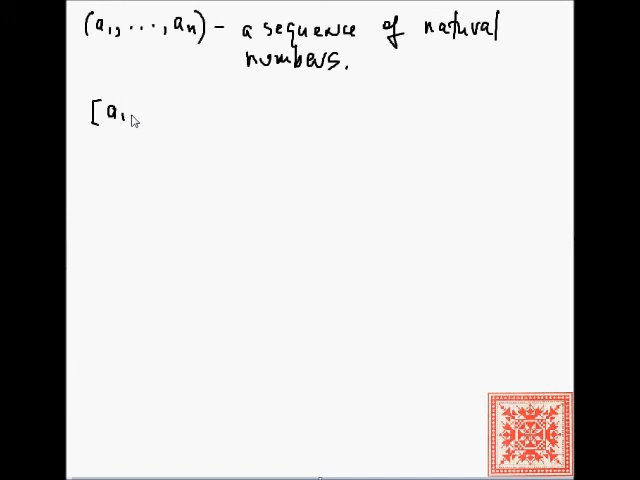 (a₁, ..., aₙ) - a sequence of natural
numbers.
[a₁